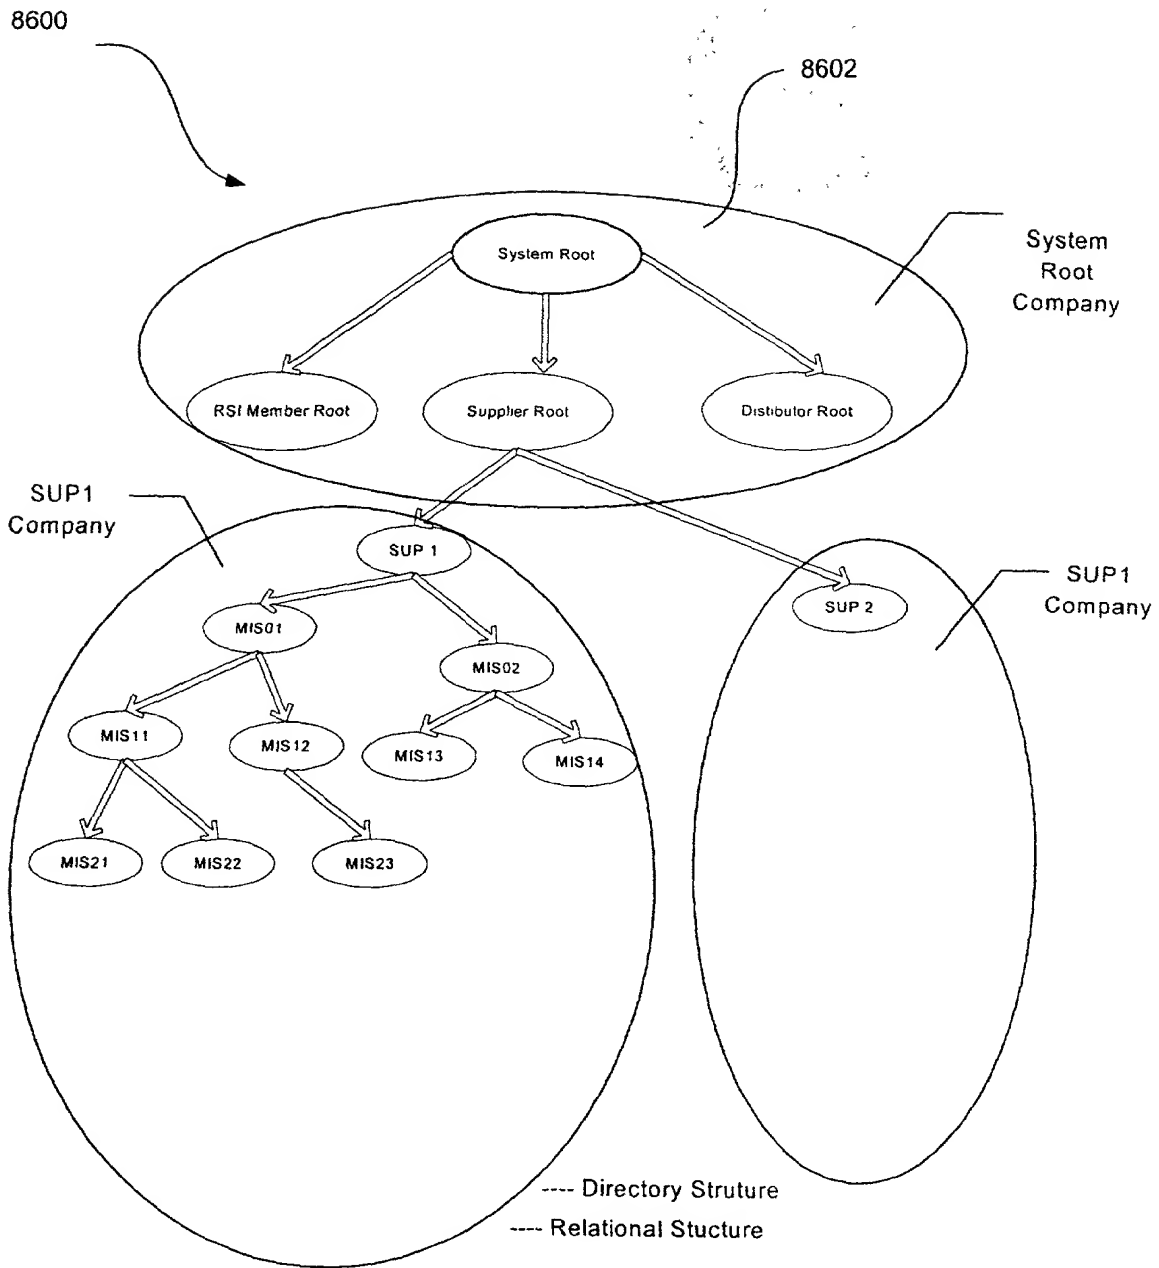 8600
8602
System Root
System
Root
Company
RSI Member Root
Supplier Root
Distibutor Root
SUP1
Company
SUP 1
SUP1
Company
SUP 2
MIS01
MIS02
MIS11
MIS12
MIS13
MIS14
MIS21
MIS22
MIS23
---- Directory Struture
---- Relational Stucture